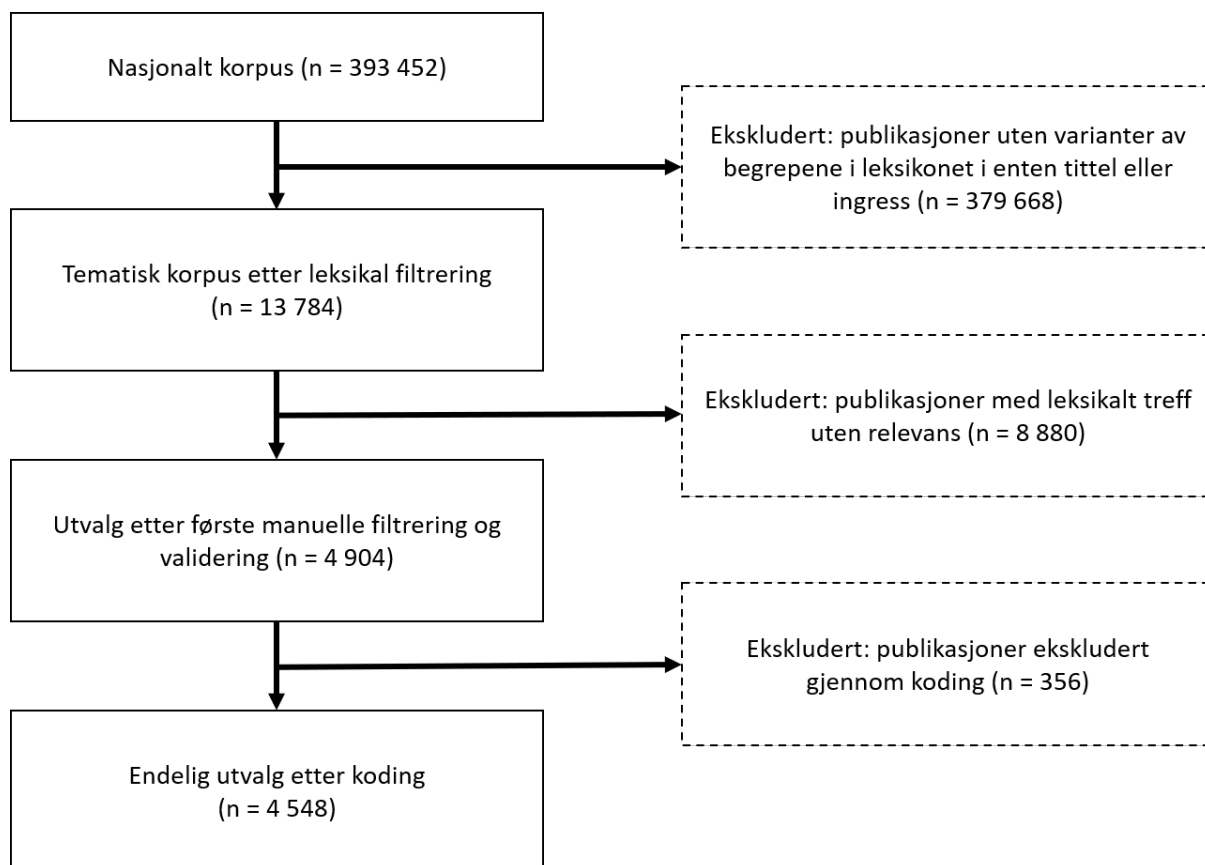 Nasjonalt korpus (n = 393 452)
Ekskludert: publikasjoner uten varianter av
begrepene i leksikonet i enten tittel eller
ingress (n = 379 668)
Tematisk korpus etter leksikal filtrering
(n = 13 784)
Ekskludert: publikasjoner med leksikalt treff
uten relevans (n = 8 880)
Utvalg etter første manuelle filtrering og
validering (n = 4 904)
Ekskludert: publikasjoner ekskludert
gjennom koding (n = 356)
Endelig utvalg etter koding
(n = 4 548)